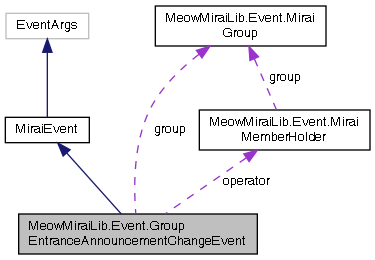 EventArgs
MeowMiraiLib.Event.Mirai
Group
group
MiraiEvent
group
MeowMiraiLib.Event.Mirai
MemberHolder
operator
MeowMiraiLib.Event.Group
EntranceAnnouncementChangeEvent